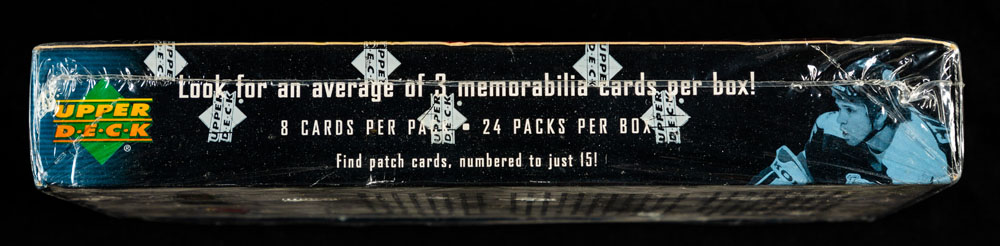 Look for an average of 3 memorabilia cards per box!
UPPER
D·E·C·K
®
8 CARDS PER PACK • 24 PACKS PER BOX
Find patch cards, numbered to just 15!